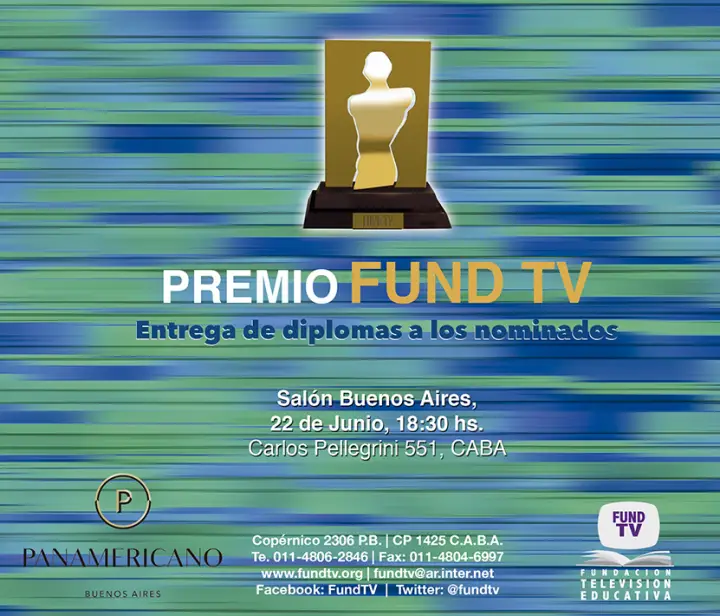 PREMIO FUND TV
Entrega de diplomas a los nominados
Salón Buenos Aires,
22 de Junio, 18:30 hs.
Carlos Pellegrini 551, CABA
P
PANAMERICANO
BUENOS AIRES
Copérnico 2306 P.B. | CP 1425 C.A.B.A.
Te. 011-4806-2846 | Fax: 011-4804-6997
www.fundtv.org | fundtv@ar.inter.net
Facebook: FundTV | Twitter: @fundtv
FUND
TV
FUNDACION
TELEVISION
EDUCATIVA